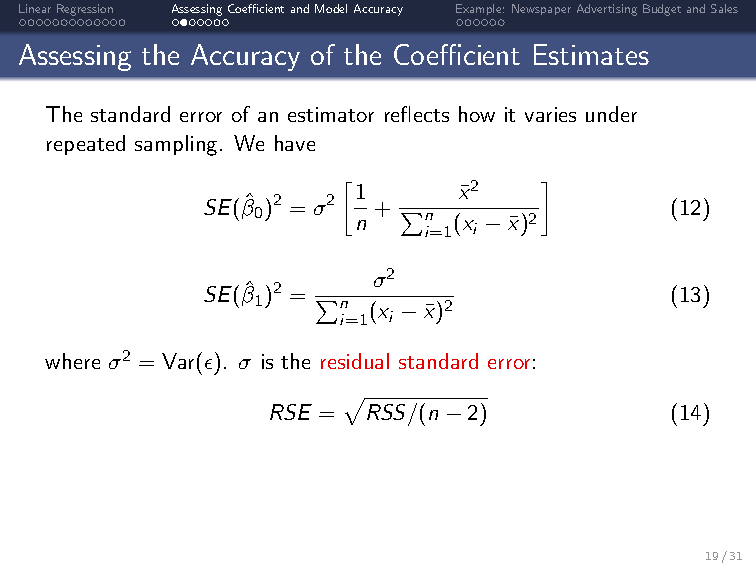 Linear Regression Assessing Coefficient and Model Accuracy Example: Newspaper Advertising Budget and Sales
Assessing the Accuracy of the Coefficient Estimates
The standard error of an estimator reflects how it varies under
repeated sampling. We have
SE(β̂₀)² = σ² [1/n + x̄² / ∑ⁿᵢ₌₁(xᵢ − x̄)²] (12)
SE(β̂₁)² = σ² / ∑ⁿᵢ₌₁(xᵢ − x̄)² (13)
where σ² = Var(ϵ). σ is the residual standard error:
RSE = √(RSS/(n − 2)) (14)
19 / 31